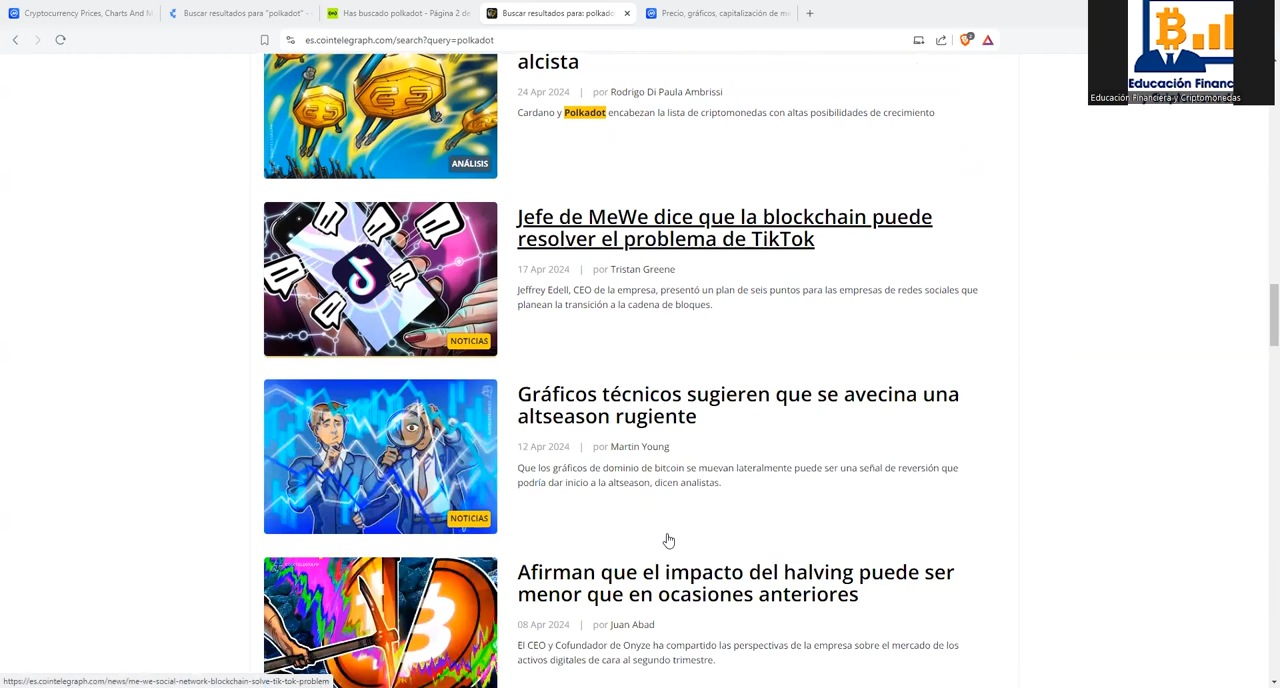 Cryptocurrency Prices, Charts And M
Buscar resultados para "polkadot" -
Has buscado polkadot - Página 2 de
Buscar resultados para: polkado
Precio, gráficos, capitalización de me
es.cointelegraph.com/search?query=polkadot
2
Educación Financ
Educación Financiera y Criptomonedas
alcista
24 Apr 2024 | por Rodrigo Di Paula Ambrissi
Cardano y Polkadot encabezan la lista de criptomonedas con altas posibilidades de crecimiento
ANÁLISIS
Jefe de MeWe dice que la blockchain puede
resolver el problema de TikTok
17 Apr 2024 | por Tristan Greene
Jeffrey Edell, CEO de la empresa, presentó un plan de seis puntos para las empresas de redes sociales que
planean la transición a la cadena de bloques.
NOTICIAS
Gráficos técnicos sugieren que se avecina una
altseason rugiente
12 Apr 2024 | por Martin Young
Que los gráficos de dominio de bitcoin se muevan lateralmente puede ser una señal de reversión que
podría dar inicio a la altseason, dicen analistas.
NOTICIAS
Afirman que el impacto del halving puede ser
menor que en ocasiones anteriores
08 Apr 2024 | por Juan Abad
El CEO y Cofundador de Onyze ha compartido las perspectivas de la empresa sobre el mercado de los
activos digitales de cara al segundo trimestre.
https://es.cointelegraph.com/news/me-we-social-network-blockchain-solve-tik-tok-problem